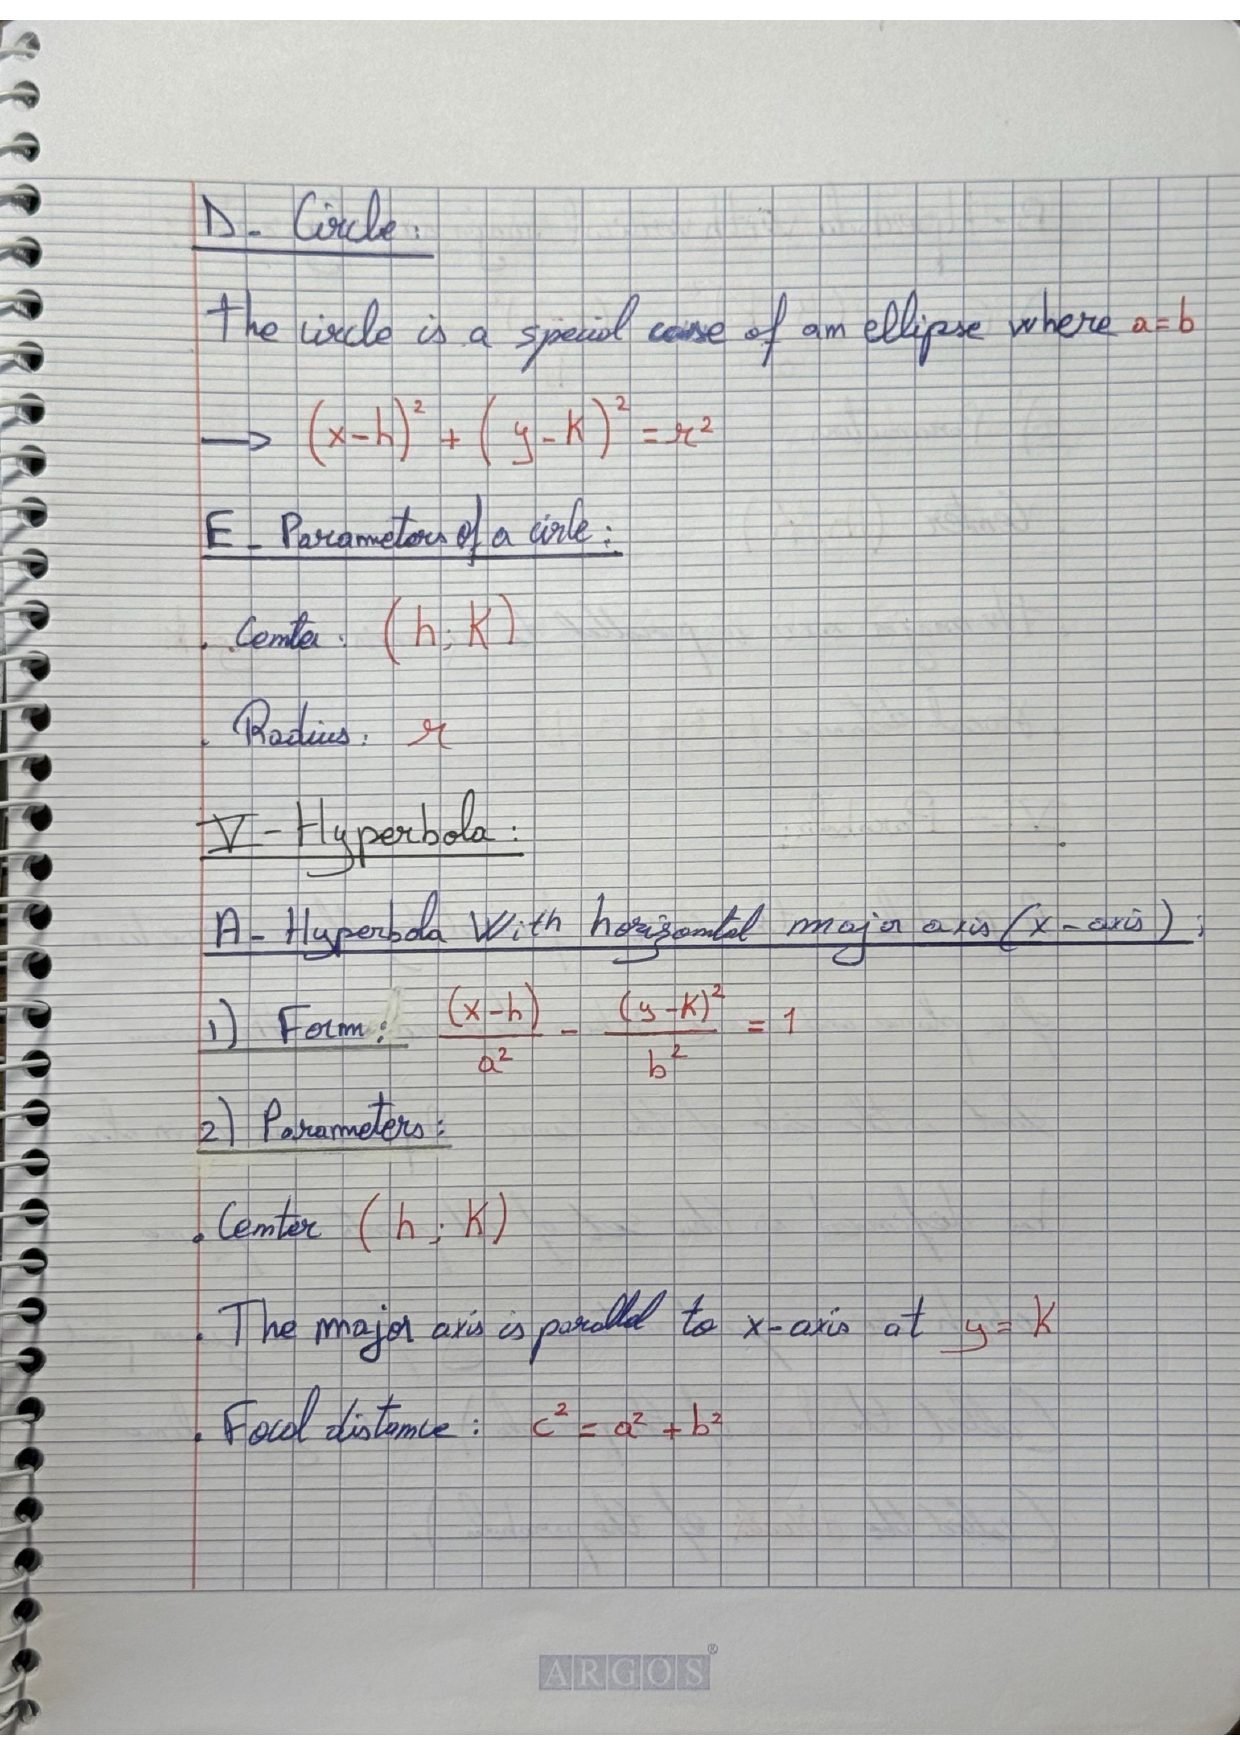 D- Circle:
The circle is a special case of an ellipse where a=b
→ (x-h)² + (y-k)² = r²
E- Parameters of a cirle:
. Center: (h; k)
. Radius: r
V- Hyperbola:
A- Hyperbola With horizontal major axis (x-axis):
1) Form: (x-h)/a² - (y-k)²/b² = 1
2) Parameters:
. Center (h; k)
. The major axis is parallel to x-axis at y = k
. Focal distance: c² = a² + b²
ARGOS®